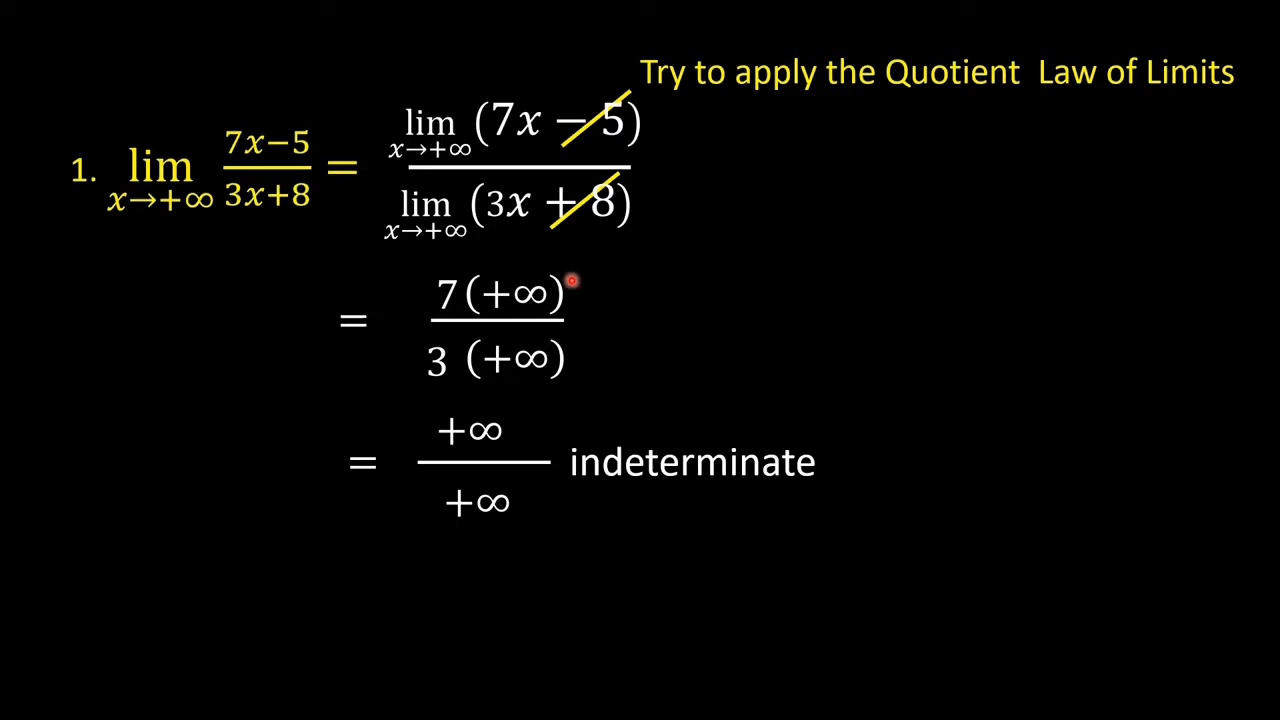 Try to apply the Quotient Law of Limits
1. lim x→+∞ 7x−5 / 3x+8 = lim x→+∞ (7x − 5) / lim x→+∞ (3x + 8)
= 7(+∞) / 3 (+∞)
= +∞ / +∞ indeterminate